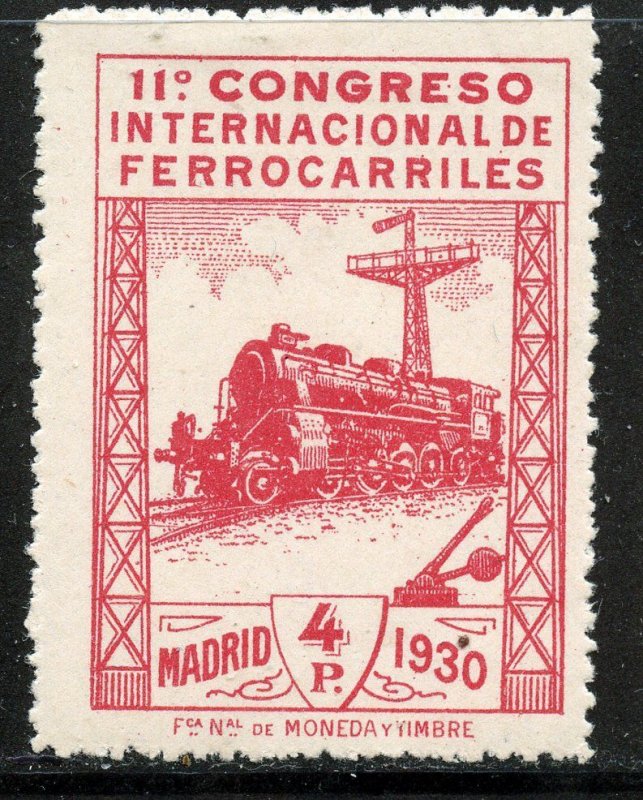 11º CONGRESO
INTERNACIONAL DE
FERROCARRILES
MADRID
4
P.
1930
FCA NAL DE MONEDA Y TIMBRE